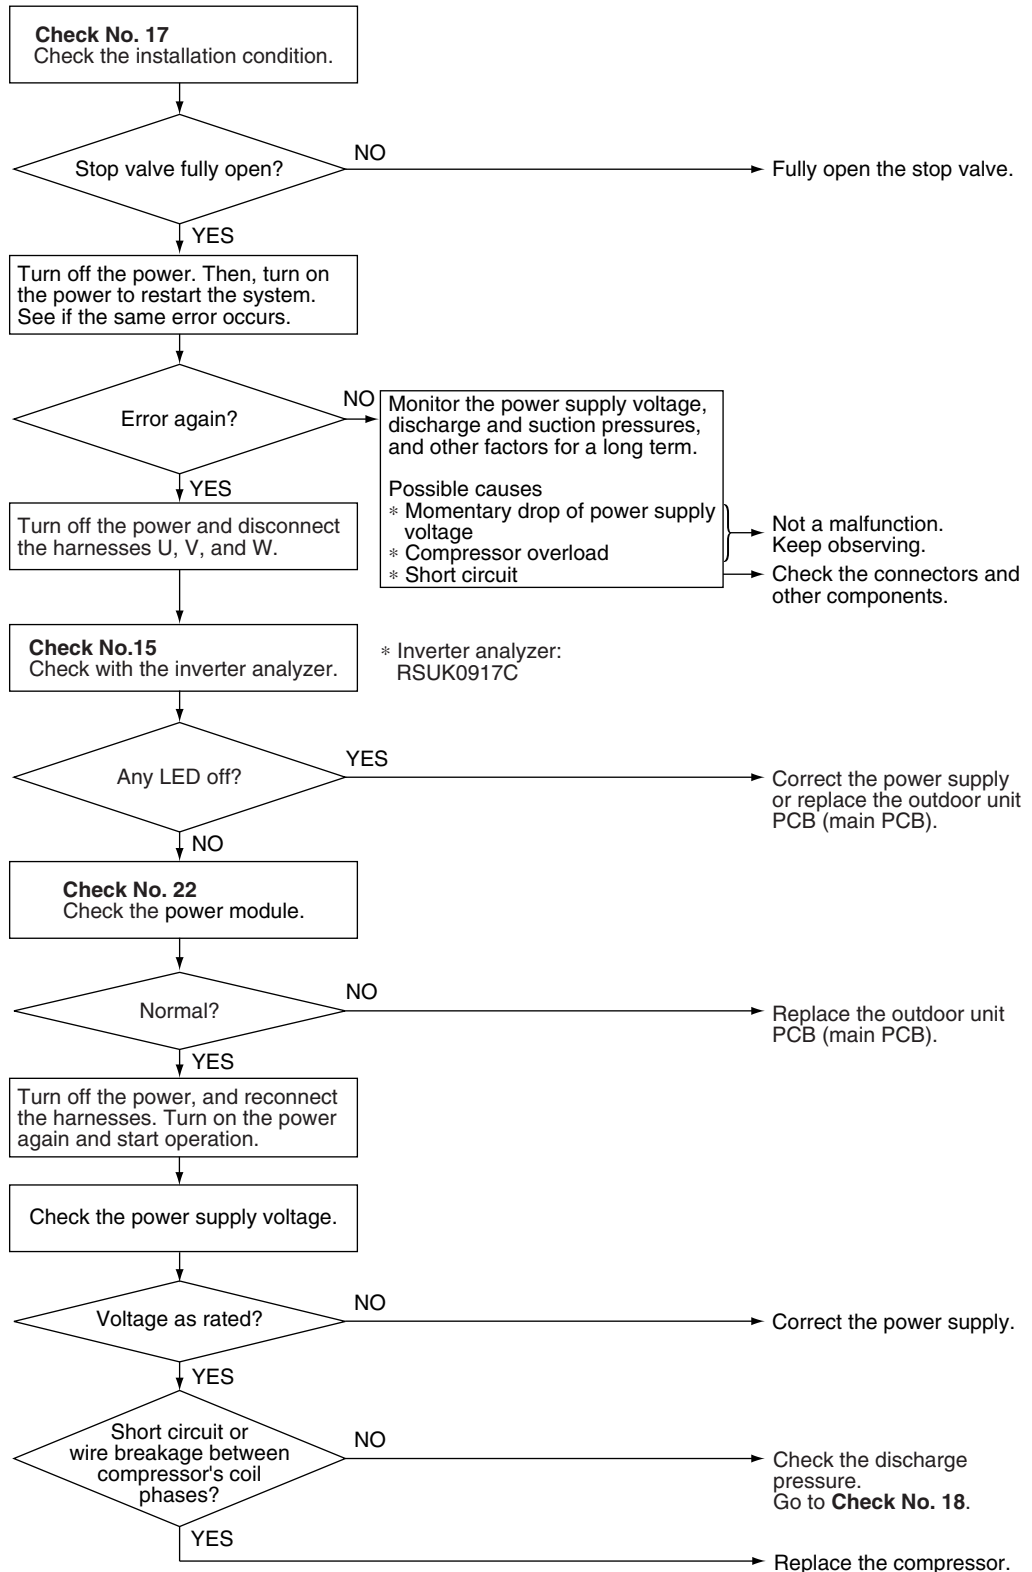 Check No. 17
Check the installation condition.
Stop valve fully open?
NO
Fully open the stop valve.
YES
Turn off the power. Then, turn on
the power to restart the system.
See if the same error occurs.
Error again?
NO
Monitor the power supply voltage,
discharge and suction pressures,
and other factors for a long term.
Possible causes
* Momentary drop of power supply
voltage
* Compressor overload
* Short circuit
Not a malfunction.
Keep observing.
Check the connectors and
other components.
YES
Turn off the power and disconnect
the harnesses U, V, and W.
Check No.15
Check with the inverter analyzer.
* Inverter analyzer:
RSUK0917C
Any LED off?
YES
Correct the power supply
or replace the outdoor unit
PCB (main PCB).
NO
Check No. 22
Check the power module.
Normal?
NO
Replace the outdoor unit
PCB (main PCB).
YES
Turn off the power, and reconnect
the harnesses. Turn on the power
again and start operation.
Check the power supply voltage.
Voltage as rated?
NO
Correct the power supply.
YES
Short circuit or
wire breakage between
compressor's coil
phases?
NO
Check the discharge
pressure.
Go to Check No. 18.
YES
Replace the compressor.